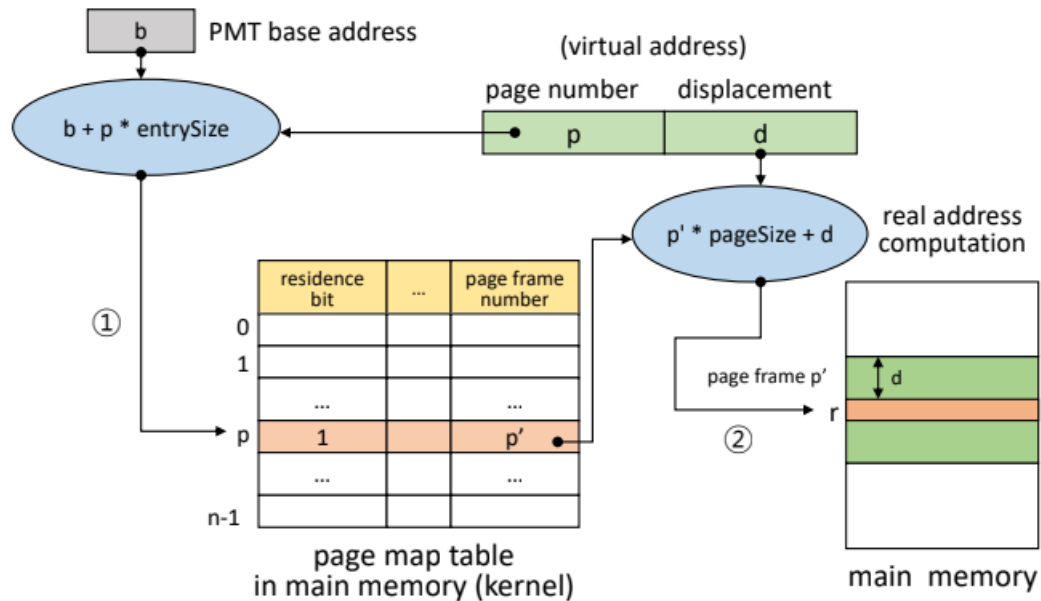 b
PMT base address
(virtual address)
page number
displacement
b + p * entrySize
p
d
p' * pageSize + d
real address
computation
residence
bit
...
page frame
number
①
0
1
...
...
page frame p’
d
p
1
p’
r
②
...
...
n-1
page map table
in main memory (kernel)
main memory